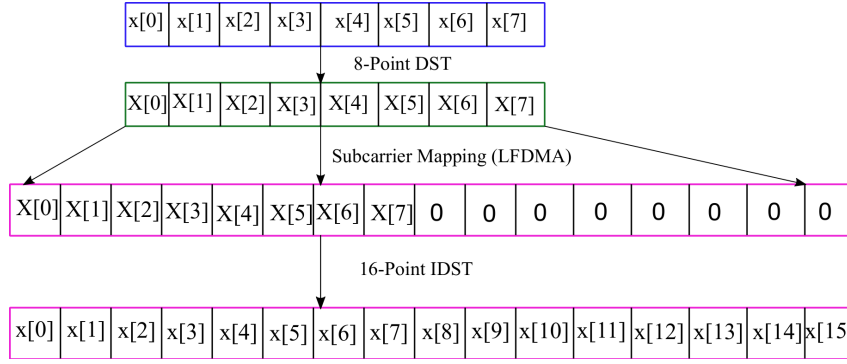 x[0] x[1] x[2] x[3] x[4] x[5] x[6] x[7]
8-Point DST
X[0] X[1] X[2] X[3] X[4] X[5] X[6] X[7]
Subcarrier Mapping (LFDMA)
X[0] X[1] X[2] X[3] X[4] X[5] X[6] X[7] 0 0 0 0 0 0 0 0
16-Point IDST
x[0] x[1] x[2] x[3] x[4] x[5] x[6] x[7] x[8] x[9] x[10] x[11] x[12] x[13] x[14] x[15]